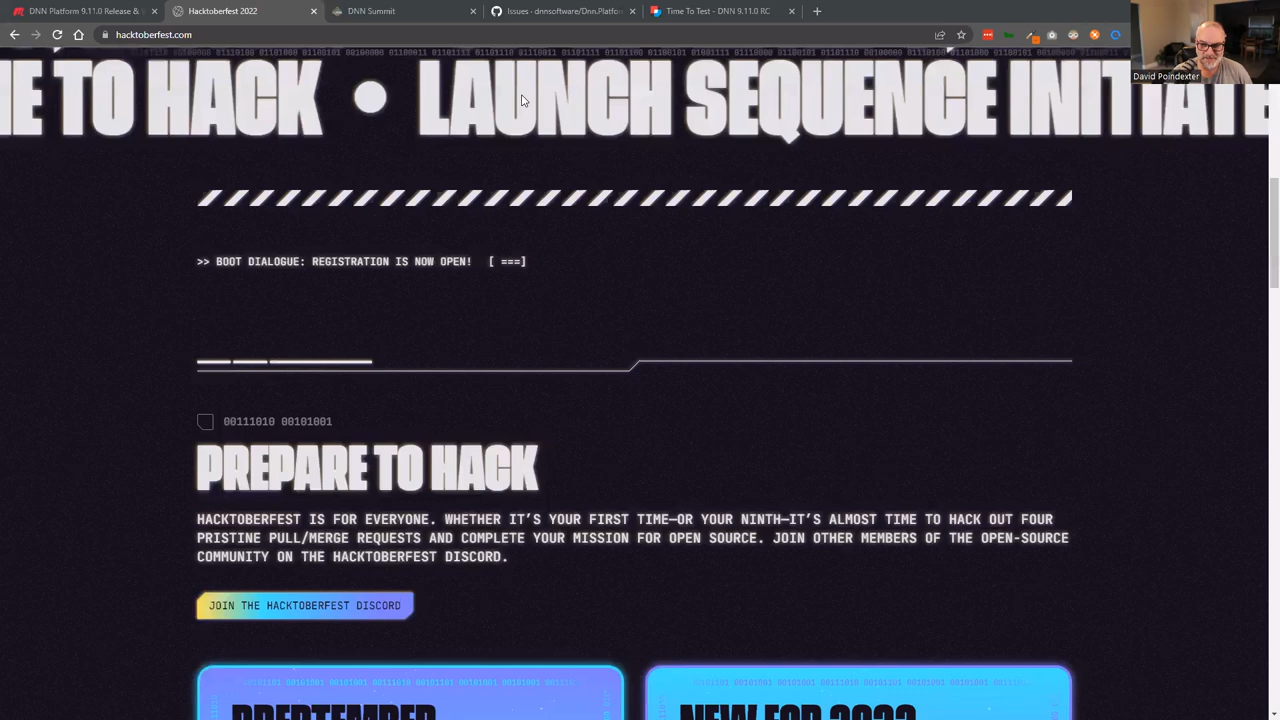 DNN Platform 9.11.0 Release &
Hacktoberfest 2022
DNN Summit
Issues · dnnsoftware/Dnn.Platfor
Time To Test - DNN 9.11.0 RC
hacktoberfest.com
David Poindexter
E TO HACK • LAUNCH SEQUENCE INITIATE
>> BOOT DIALOGUE: REGISTRATION IS NOW OPEN! [ ===]
00111010 00101001
PREPARE TO HACK
HACKTOBERFEST IS FOR EVERYONE. WHETHER IT'S YOUR FIRST TIME—OR YOUR NINTH—IT'S ALMOST TIME TO HACK OUT FOUR
PRISTINE PULL/MERGE REQUESTS AND COMPLETE YOUR MISSION FOR OPEN SOURCE. JOIN OTHER MEMBERS OF THE OPEN-SOURCE
COMMUNITY ON THE HACKTOBERFEST DISCORD.
JOIN THE HACKTOBERFEST DISCORD
PREPTEMBER
NEW FOR 2022